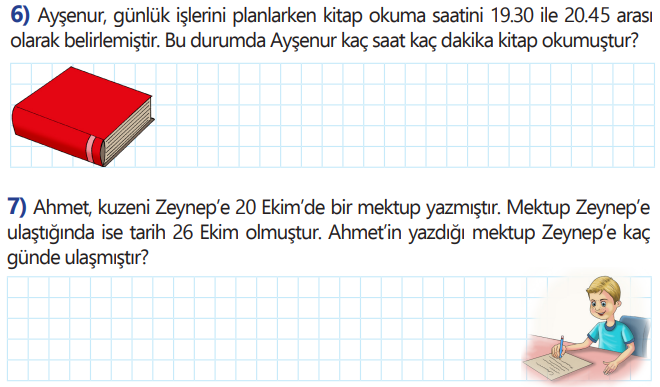 6) Ayşenur, günlük işlerini planlarken kitap okuma saatini 19.30 ile 20.45 arası
olarak belirlemiştir. Bu durumda Ayşenur kaç saat kaç dakika kitap okumuştur?
7) Ahmet, kuzeni Zeynep’e 20 Ekim’de bir mektup yazmıştır. Mektup Zeynep’e
ulaştığında ise tarih 26 Ekim olmuştur. Ahmet’in yazdığı mektup Zeynep’e kaç
günde ulaşmıştır?